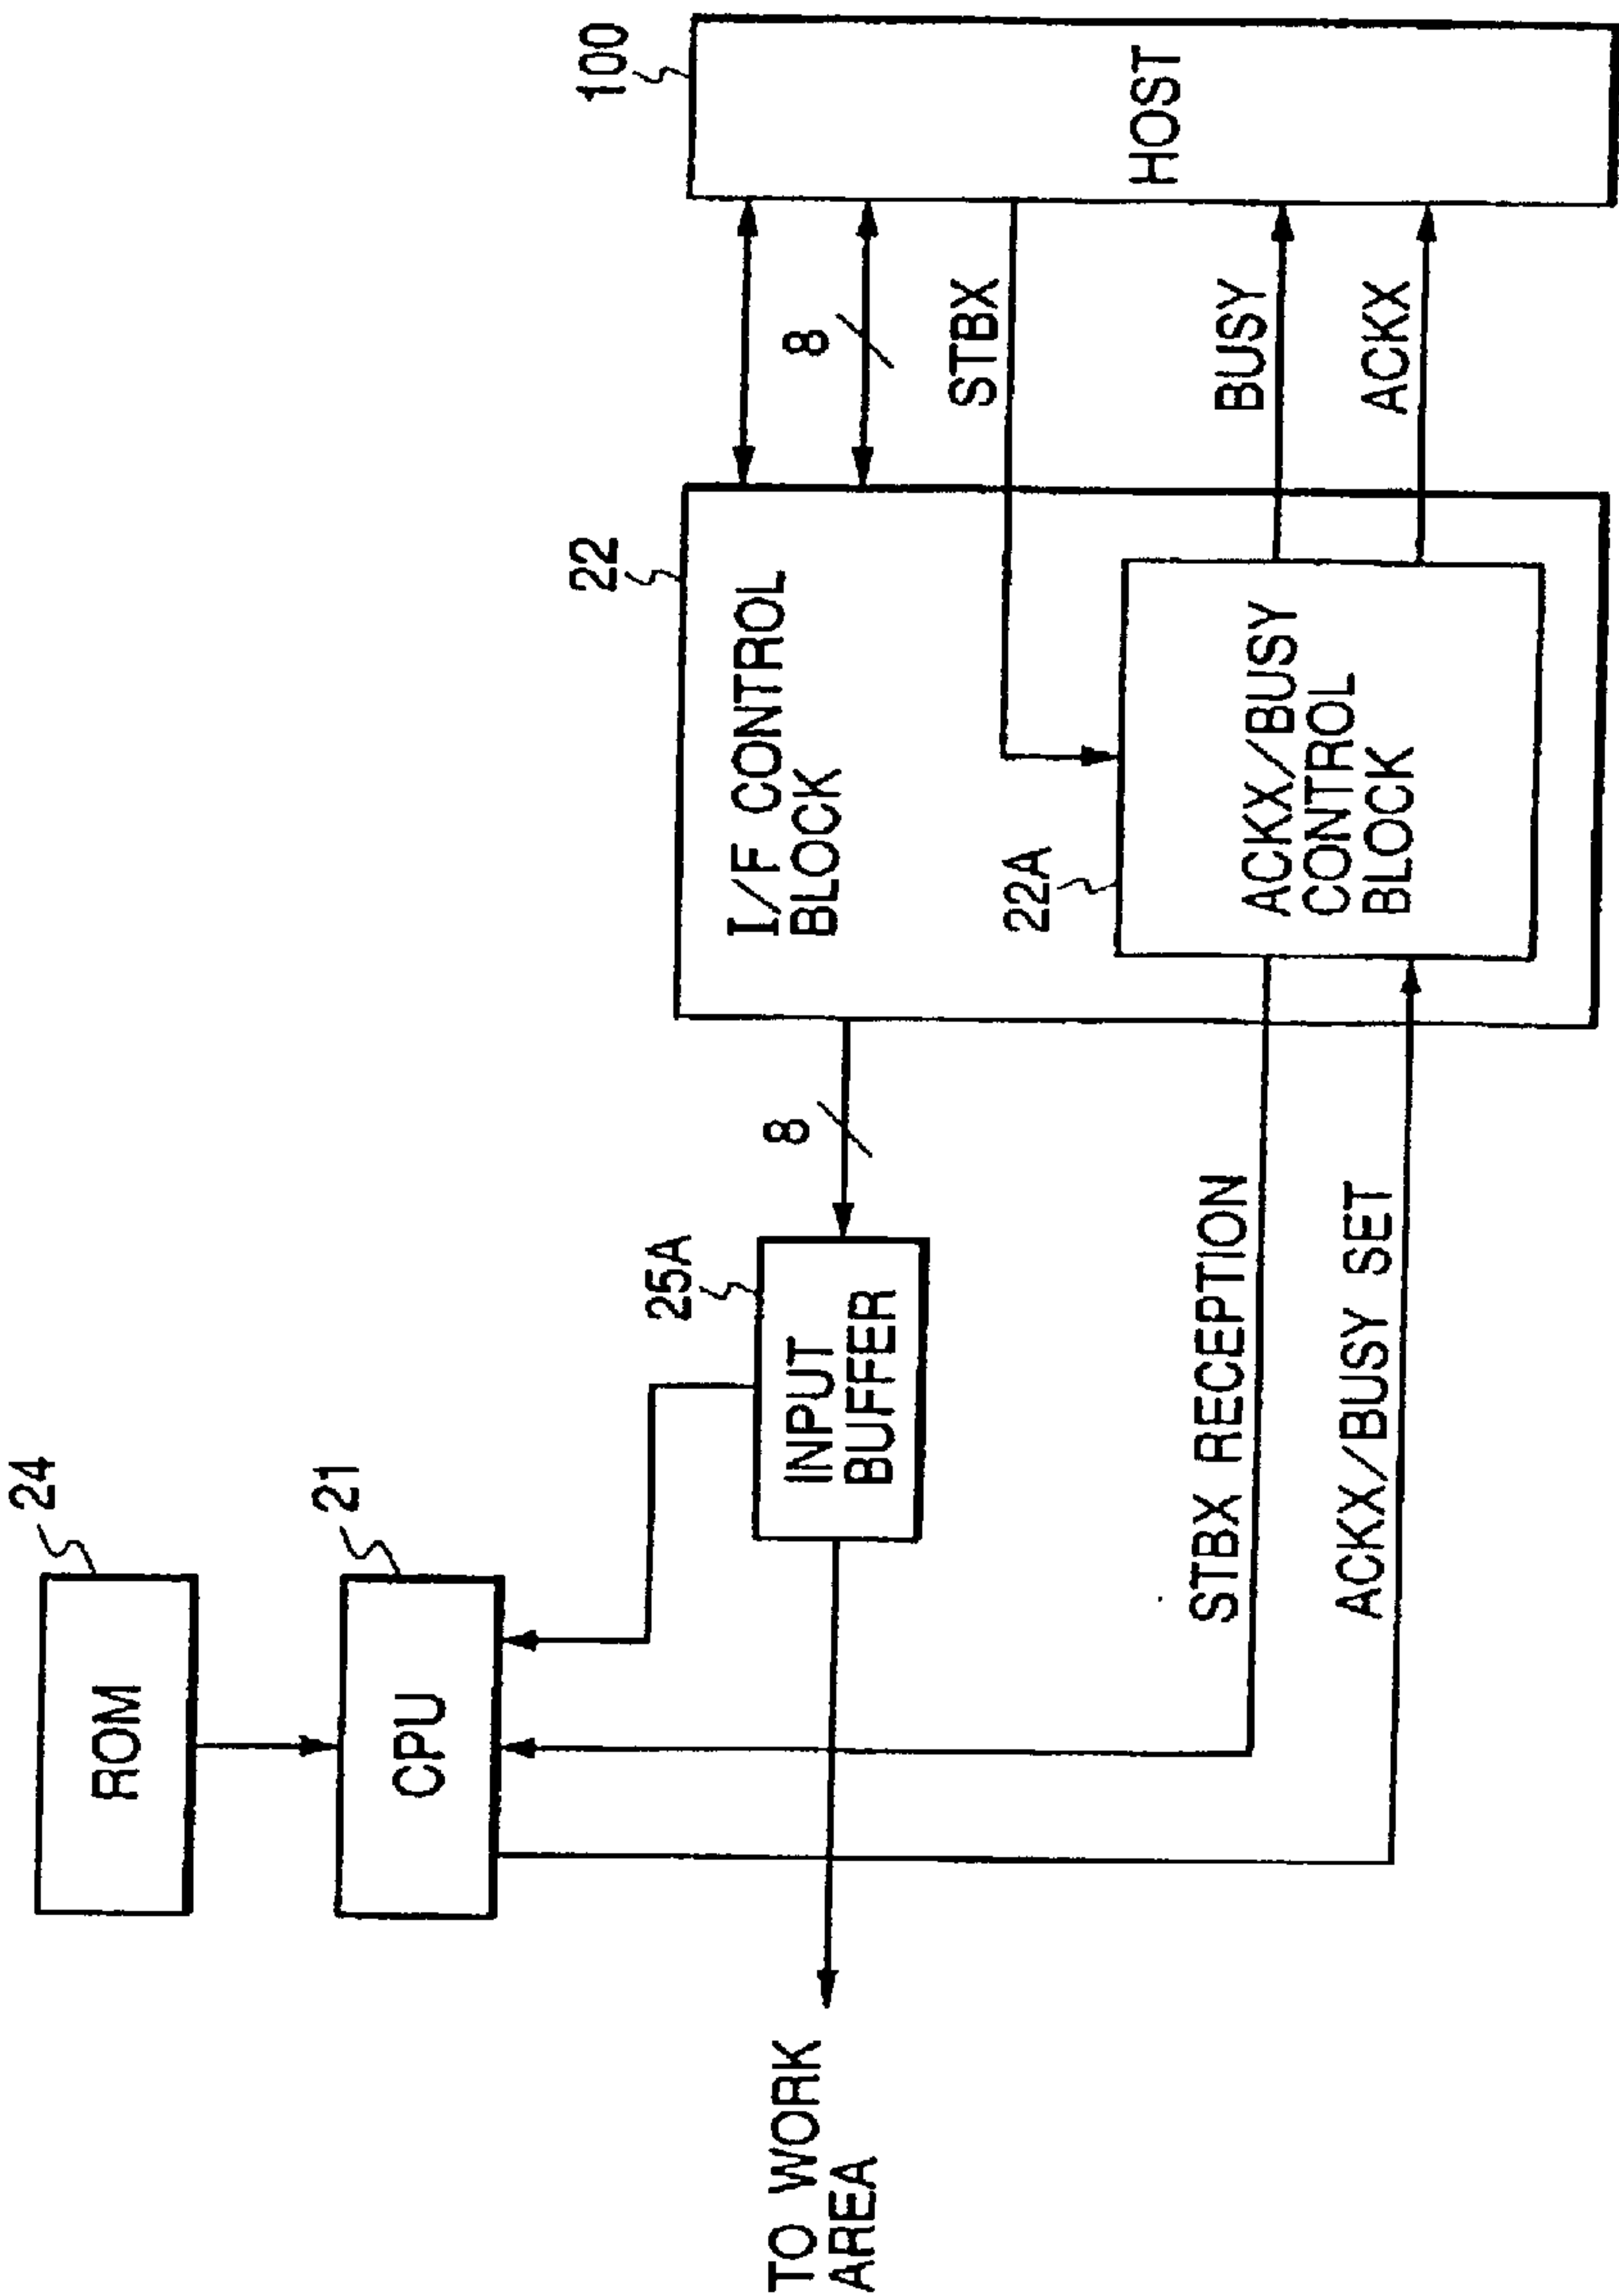 24
ROM
21
CPU
100
HOST
22
I/F CONTROL
BLOCK
8
25A
INPUT
BUFFER
8
STBX
BUSY
ACKX
22A
ACKX/BUSY
CONTROL
BLOCK
STBX RECEPTION
ACKX/BUSY SET
TO WORK
AREA